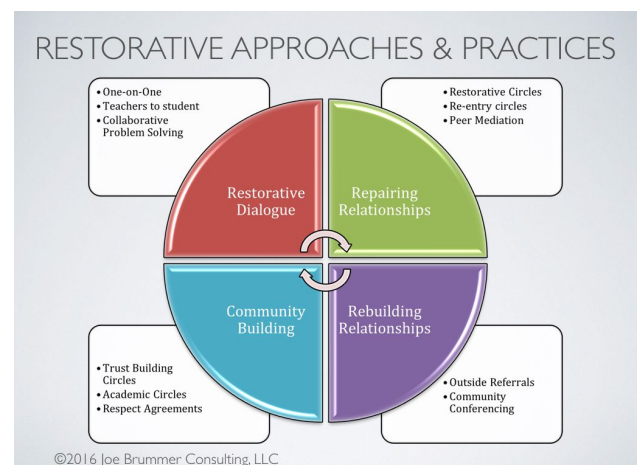 RESTORATIVE APPROACHES & PRACTICES
• One-on-One
• Teachers to student
• Collaborative
Problem Solving
• Restorative Circles
• Re-entry circles
• Peer Mediation
Restorative
Dialogue
Repairing
Relationships
Community
Building
Rebuilding
Relationships
• Trust Building
Circles
• Academic Circles
• Respect Agreements
• Outside Referrals
• Community
Conferencing
©2016 Joe Brummer Consulting, LLC